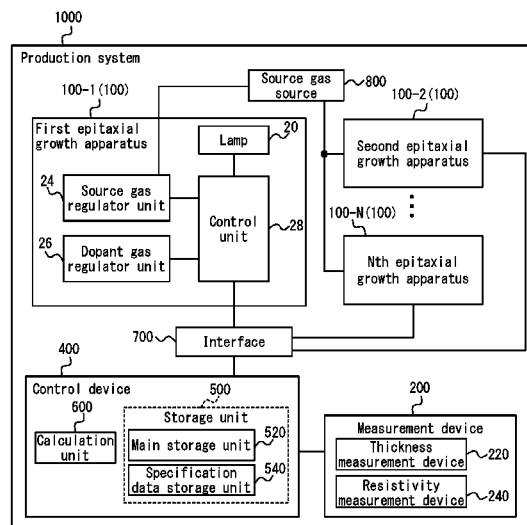 1000
Production system
Source gas
source
800
100-1(100)
100-2(100)
First epitaxial
growth apparatus
Lamp
20
Second epitaxial
growth apparatus
24
Source gas
regulator unit
Control
unit
28
26
Dopant gas
regulator unit
100-N(100)
Nth epitaxial
growth apparatus
700
Interface
400
Control device
500
600
Calculation
unit
Storage unit
Main storage unit
520
Specification
data storage unit
540
200
Measurement device
Thickness
measurement device
220
Resistivity
measurement device
240